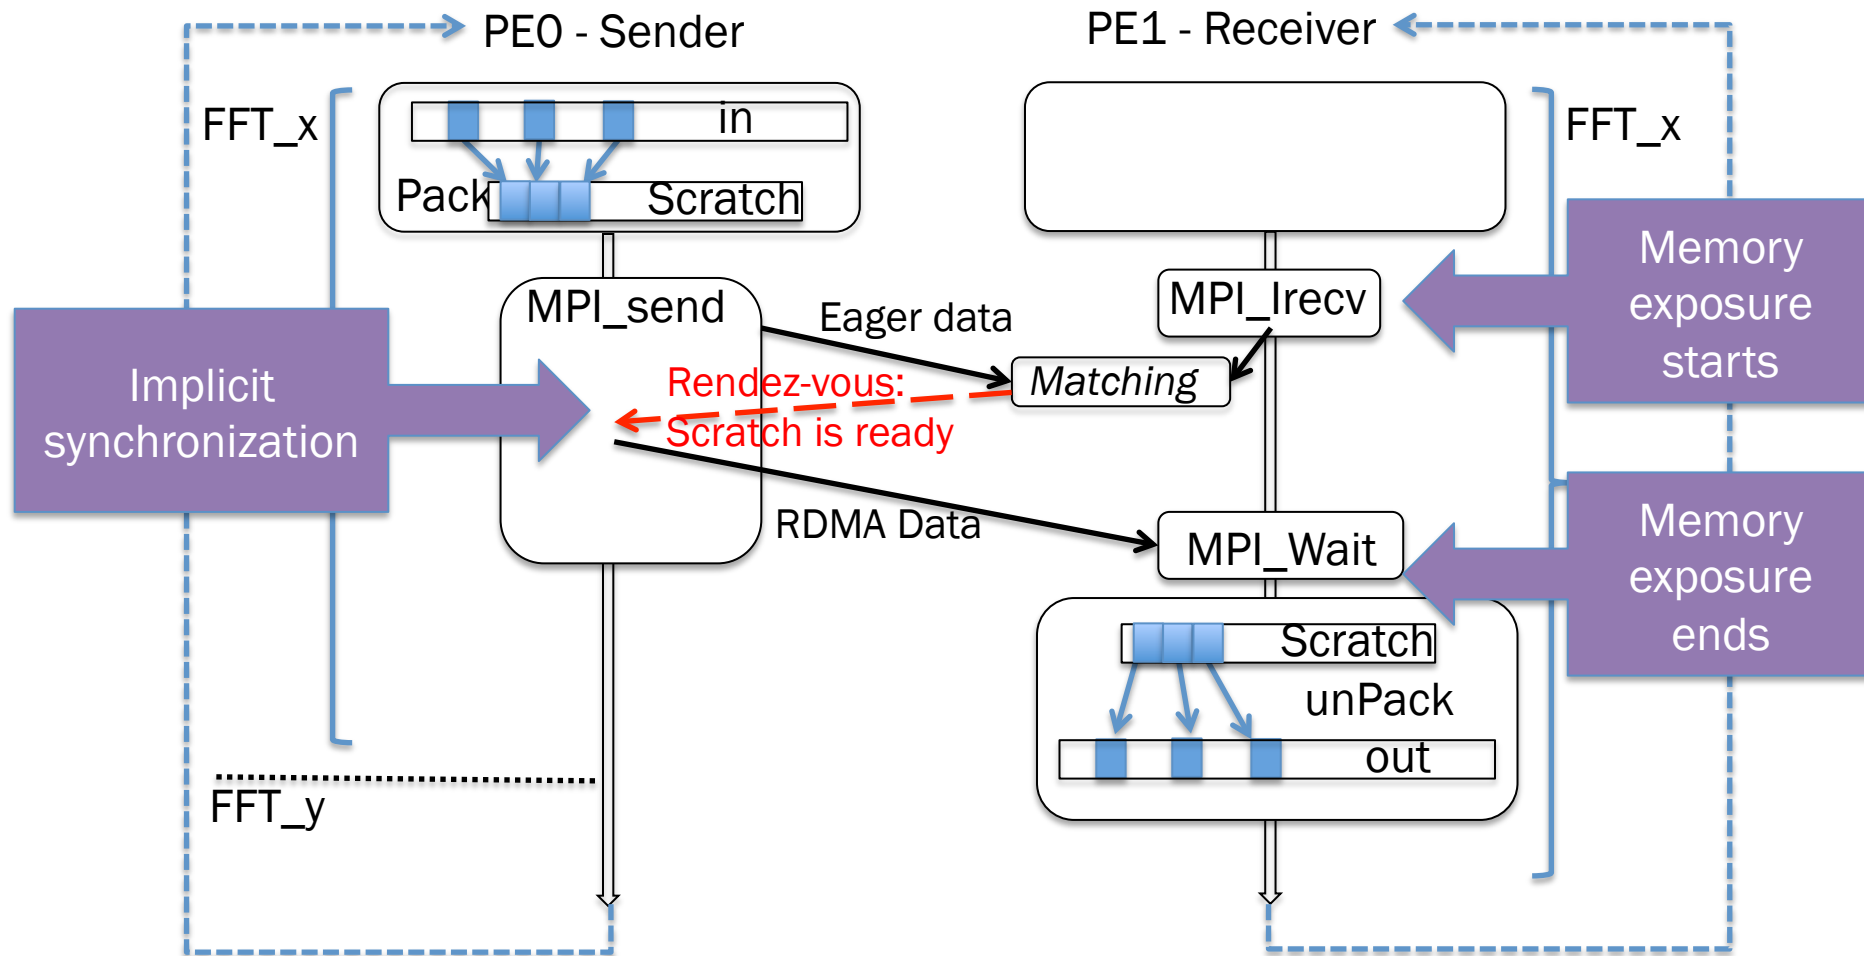 PE0 - Sender
PE1 - Receiver
FFT_x
in
Pack
Scratch
FFT_x
MPI_send
Eager data
MPI_Irecv
Memory
exposure
starts
Implicit
synchronization
Rendez-vous:
Scratch is ready
Matching
RDMA Data
MPI_Wait
Memory
exposure
ends
Scratch
unPack
out
FFT_y